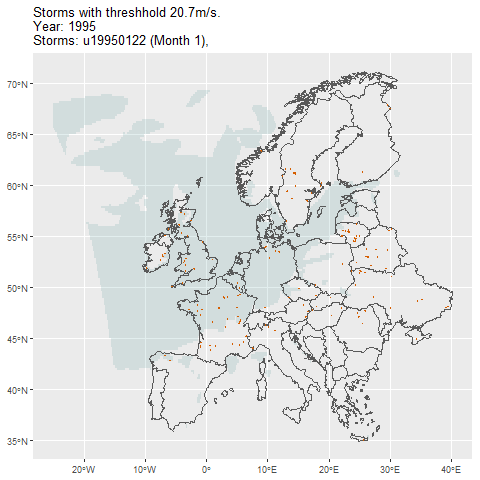 Storms with threshhold 20.7m/s.
Year: 1995
Storms: u19950122 (Month 1),
70°N
65°N
60°N
55°N
50°N
45°N
40°N
35°N
20°W
10°W
0°
10°E
20°E
30°E
40°E